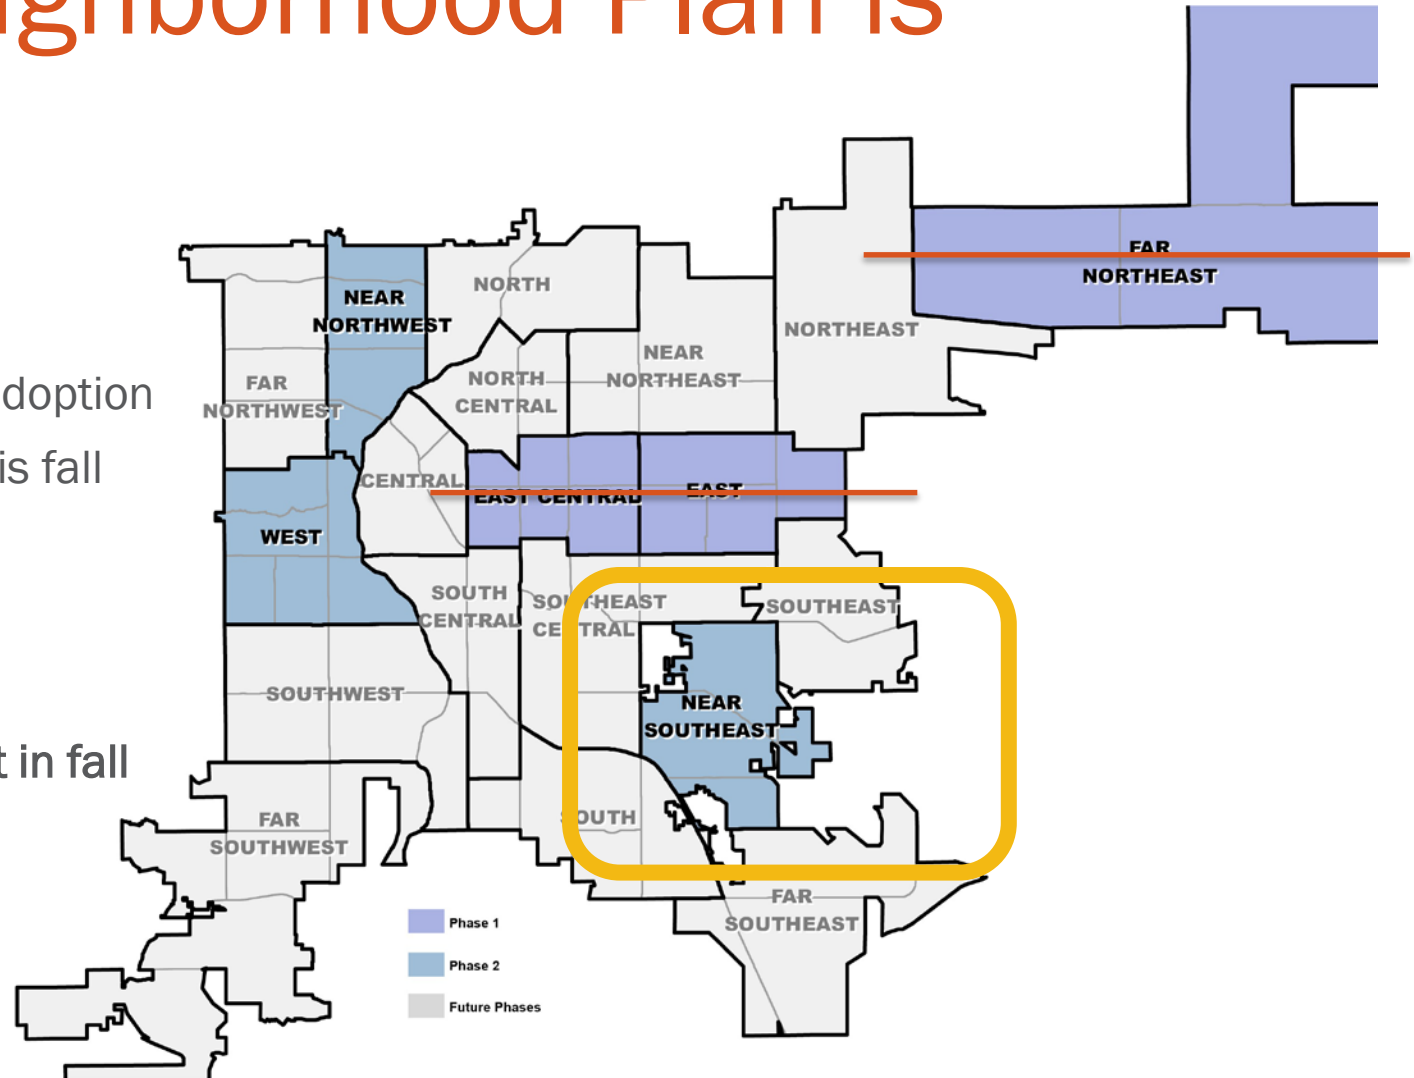 ighborhood Plan is
doption
is fall
t in fall
FAR
NORTHEAST
NORTH
NEAR
NORTHWEST
NORTHEAST
NEAR
NORTHEAST
NORTH
CENTRAL
FAR
NORTHWEST
CENTRAL
EAST CENTRAL
EAST
WEST
SOUTH
CENTRAL
SOUTHEAST
CENTRAL
SOUTHEAST
SOUTHWEST
NEAR
SOUTHEAST
SOUTH
FAR
SOUTHWEST
FAR
SOUTHEAST
Phase 1
Phase 2
Future Phases